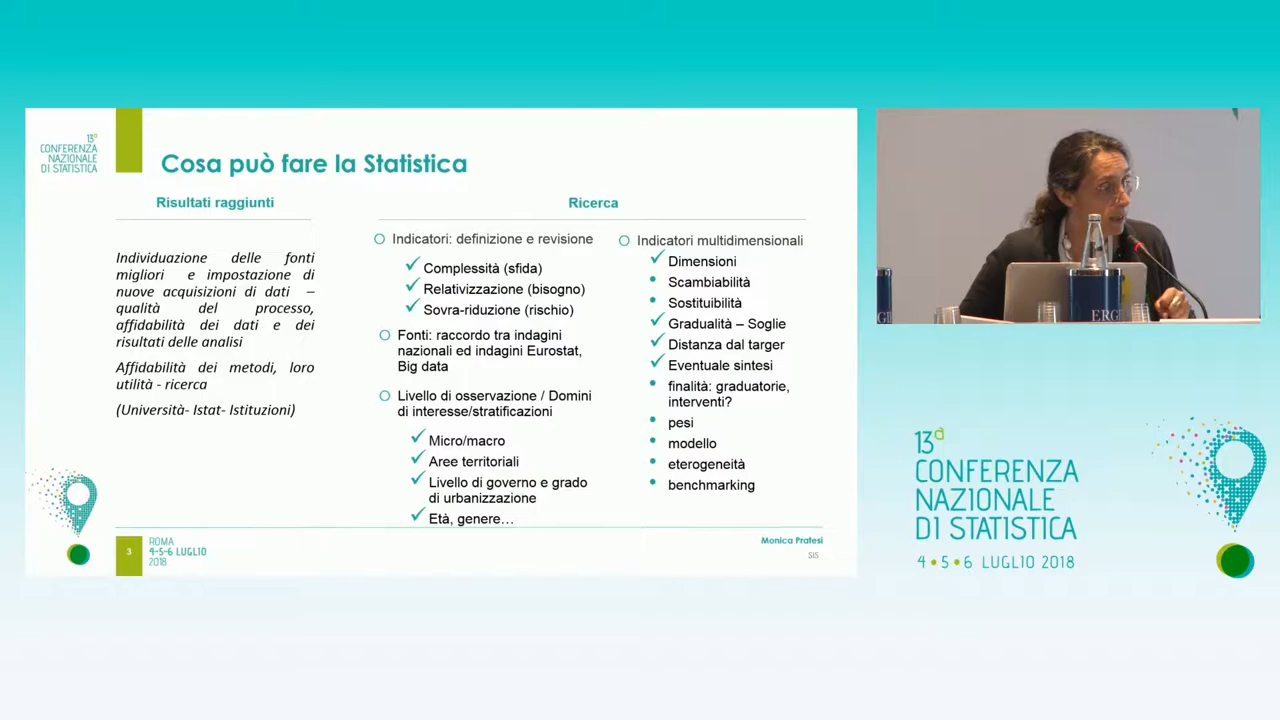 13ª
CONFERENZA
NAZIONALE
DI STATISTICA
Cosa può fare la Statistica
Risultati raggiunti
Individuazione delle fonti
migliori e impostazione di
nuove acquisizioni di dati –
qualità del processo,
affidabilità dei dati e dei
risultati delle analisi
Affidabilità dei metodi, loro
utilità - ricerca
(Università- Istat- Istituzioni)
Ricerca
Indicatori: definizione e revisione
Complessità (sfida)
Relativizzazione (bisogno)
Sovra-riduzione (rischio)
Fonti: raccordo tra indagini
nazionali ed indagini Eurostat,
Big data
Livello di osservazione / Domini
di interesse/stratificazioni
Micro/macro
Aree territoriali
Livello di governo e grado
di urbanizzazione
Età, genere…
Indicatori multidimensionali
Dimensioni
Scambiabilità
Sostituibilità
Gradualità – Soglie
Distanza dal targer
Eventuale sintesi
finalità: graduatorie,
interventi?
pesi
modello
eterogeneità
benchmarking
3
ROMA
4-5-6 LUGLIO
2018
Monica Pratesi
SIS
ERGI
13ª
CONFERENZA
NAZIONALE
DI STATISTICA
4•5•6 LUGLIO 2018